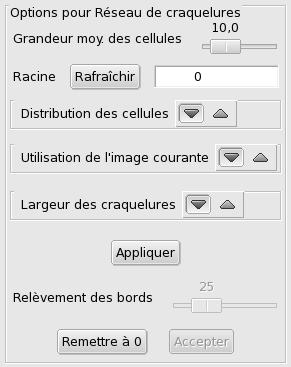 Options pour Réseau de craquelures
10,0
Grandeur moy. des cellules
Racine Rafraîchir 0
Distribution des cellules
Utilisation de l'image courante
Largeur des craquelures
Appliquer
25
Relèvement des bords
Remettre à 0 Accepter